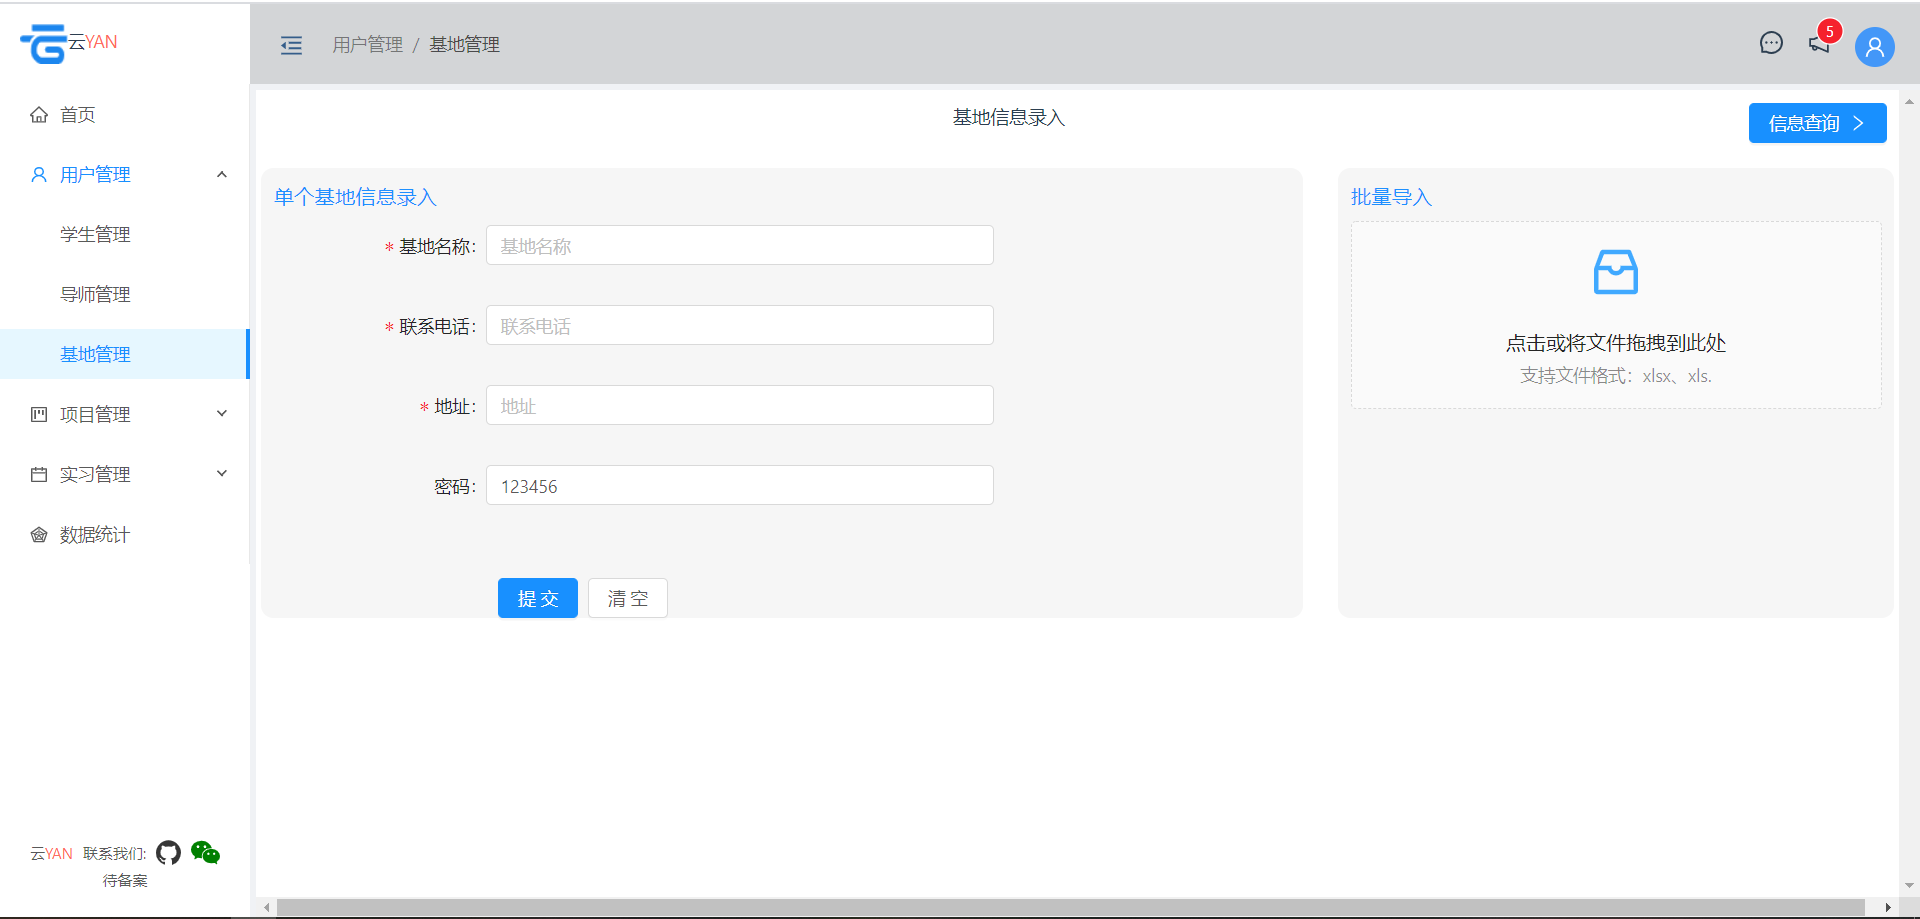 云YAN
用户管理 / 基地管理
5
首页
用户管理
学生管理
导师管理
基地管理
项目管理
实习管理
数据统计
云YAN 联系我们:
待备案
基地信息录入
信息查询
单个基地信息录入
* 基地名称: 基地名称
* 联系电话: 联系电话
* 地址: 地址
密码: 123456
提 交 清 空
批量导入
点击或将文件拖拽到此处
支持文件格式：xlsx、xls.